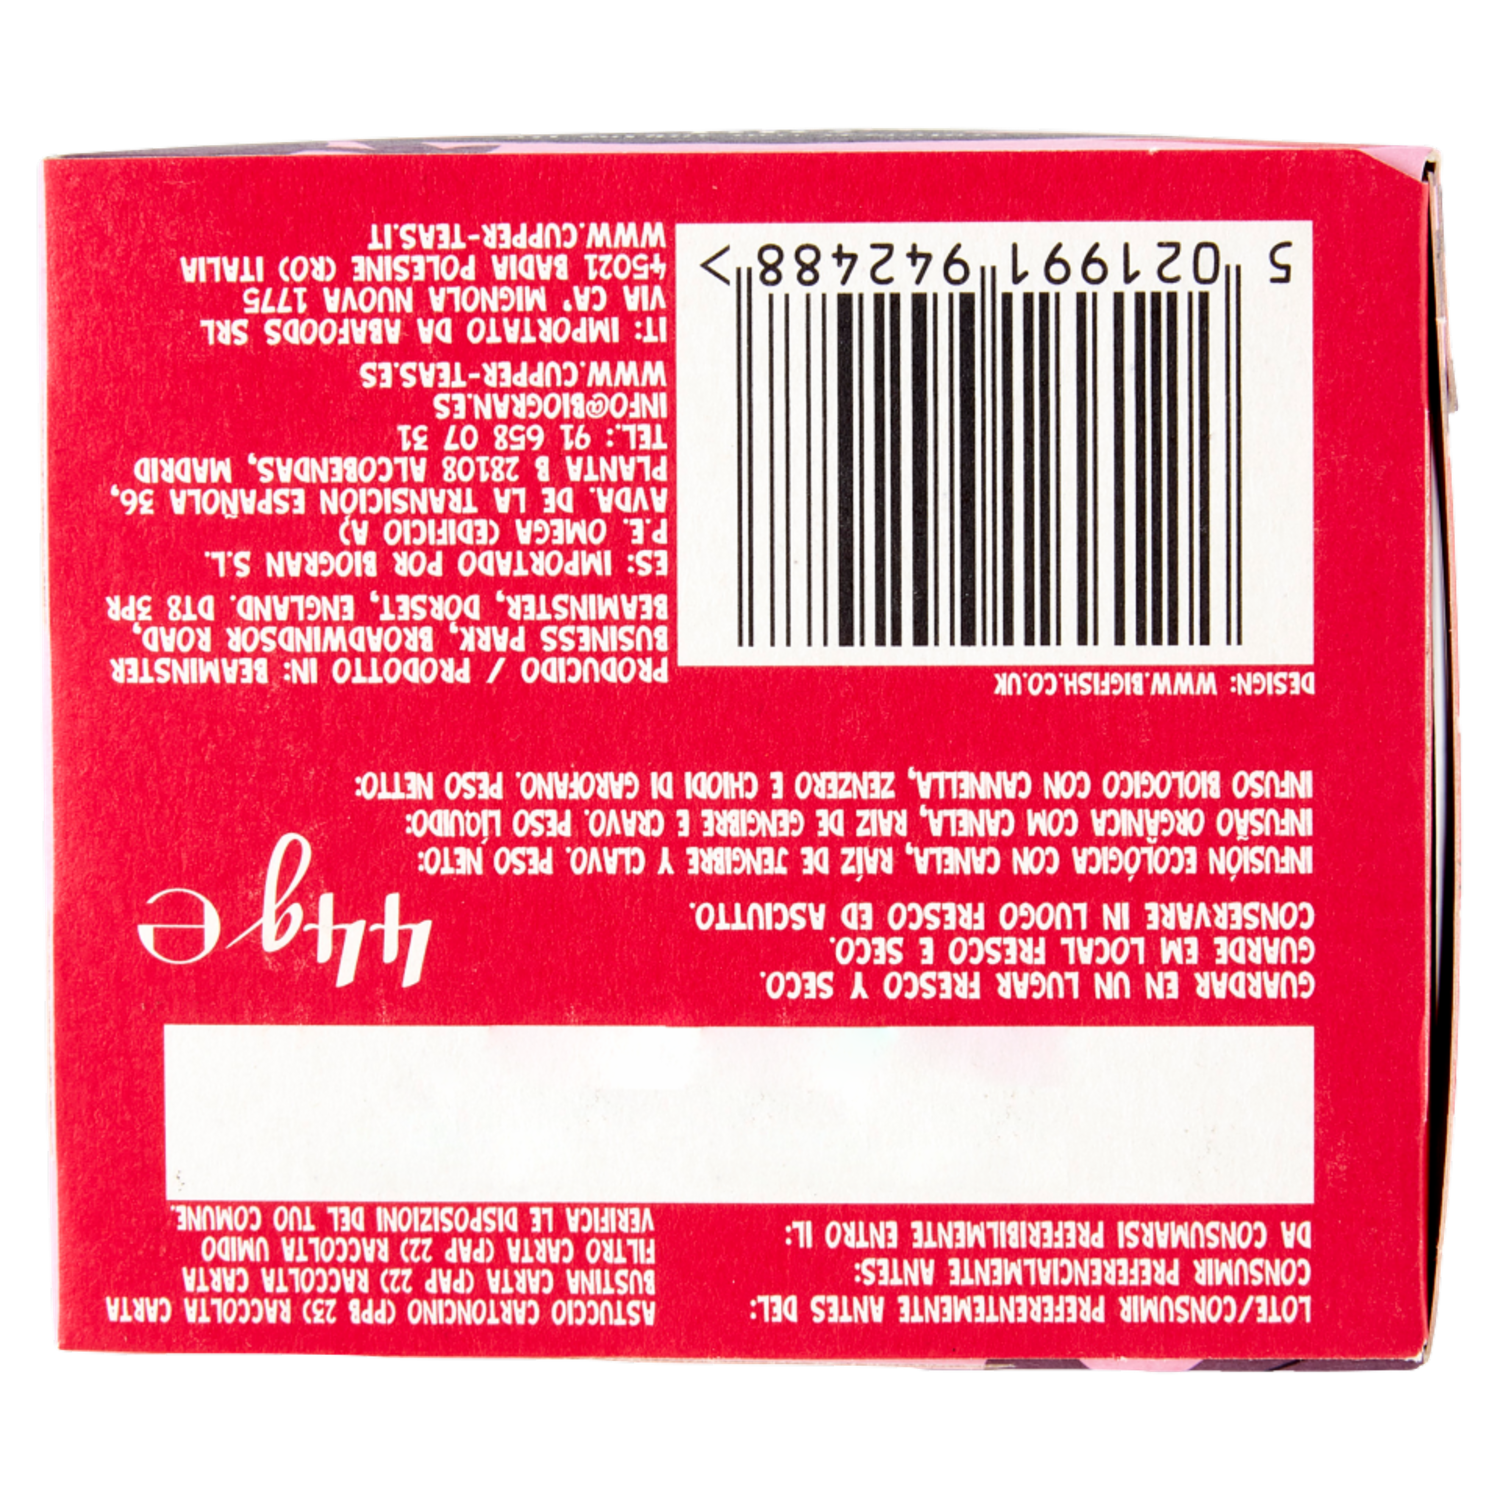 LOTE/CONSUMIR PREFERENTEMENTE ANTES DEL:
CONSUMIR PREFERENCIALMENTE ANTES:
DA CONSUMARSI PREFERIBILMENTE ENTRO IL:
ASTUCCIO CARTONCINO (PPB 23) RACCOLTA CARTA
BUSTINA CARTA (PAP 22) RACCOLTA CARTA
FILTRO CARTA (PAP 22) RACCOLTA UMIDO
VERIFICA LE DISPOSIZIONI DEL TUO COMUNE.
GUARDAR EN UN LUGAR FRESCO Y SECO.
GUARDE EM LOCAL FRESCO E SECO.
CONSERVARE IN LUOGO FRESCO ED ASCIUTTO.
INFUSIÓN ECOLÓGICA CON CANELA, RAÍZ DE JENGIBRE Y CLAVO. PESO NETO:
INFUSÃO ORGÂNICA COM CANELA, RAIZ DE GENGIBRE E CRAVO. PESO LÍQUIDO:
INFUSO BIOLOGICO CON CANNELLA, ZENZERO E CHIODI DI GAROFANO. PESO NETTO:
44g e
DESIGN: WWW.BIGFISH.CO.UK
5 021991 942488 >
PRODUCIDO / PRODOTTO IN: BEAMINSTER
BUSINESS PARK, BROADWINDSOR ROAD,
BEAMINSTER, DORSET, ENGLAND. DT8 3PR
ES: IMPORTADO POR BIOGRAN S.L.
P.E. OMEGA (EDIFICIO A)
AVDA. DE LA TRANSICIÓN ESPAÑOLA 36,
PLANTA B 28108 ALCOBENDAS, MADRID
TEL.: 91 658 07 31
INFO@BIOGRAN.ES
WWW.CUPPER-TEAS.ES
IT: IMPORTATO DA ABAFOODS SRL
VIA CA' MIGNOLA NUOVA 1775
45021 BADIA POLESINE (RO) ITALIA
WWW.CUPPER-TEAS.IT